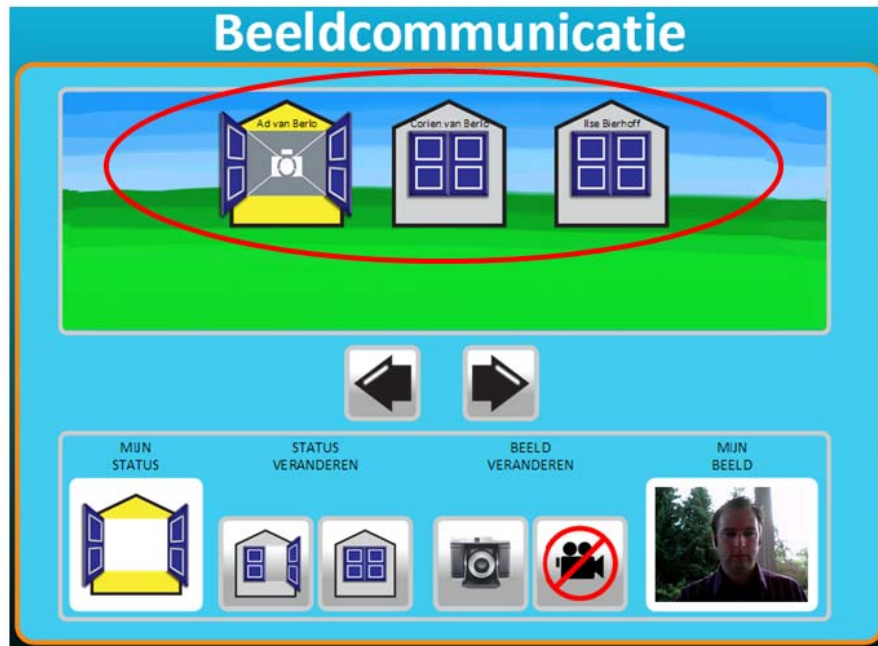 Beeldcommunicatie
Ad van Berlo
Corien van Berlo
Ilse Bierhoff
MIJN
STATUS
STATUS
VERANDEREN
BEELD
VERANDEREN
MIJN
BEELD